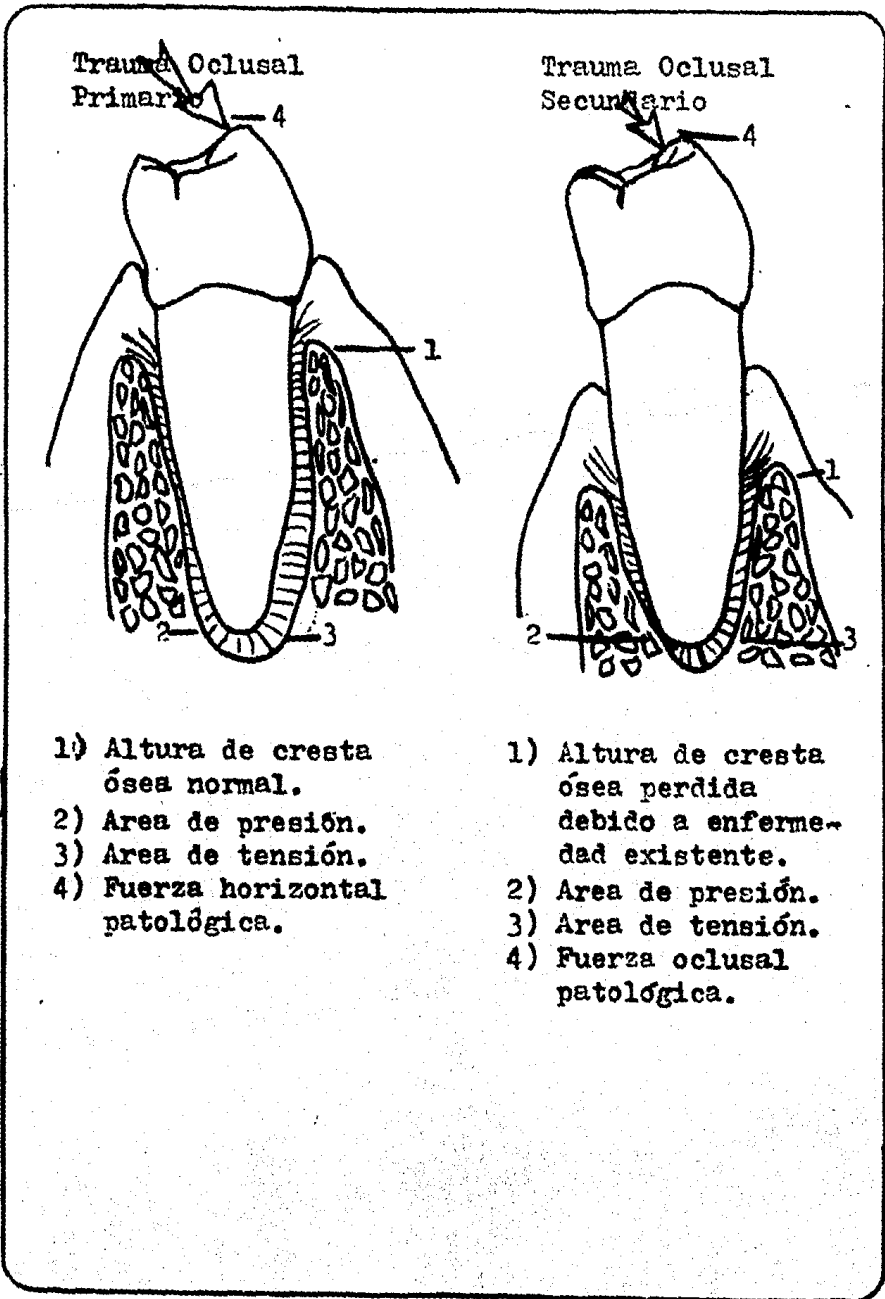 Trauma Oclusal
Primario
4
1
2
3
1) Altura de cresta
ósea normal.
2) Area de presión.
3) Area de tensión.
4) Fuerza horizontal
patológica.
Trauma Oclusal
Secundario
4
1
2
3
1) Altura de cresta
ósea perdida
debido a enferme-
dad existente.
2) Area de presión.
3) Area de tensión.
4) Fuerza oclusal
patológica.